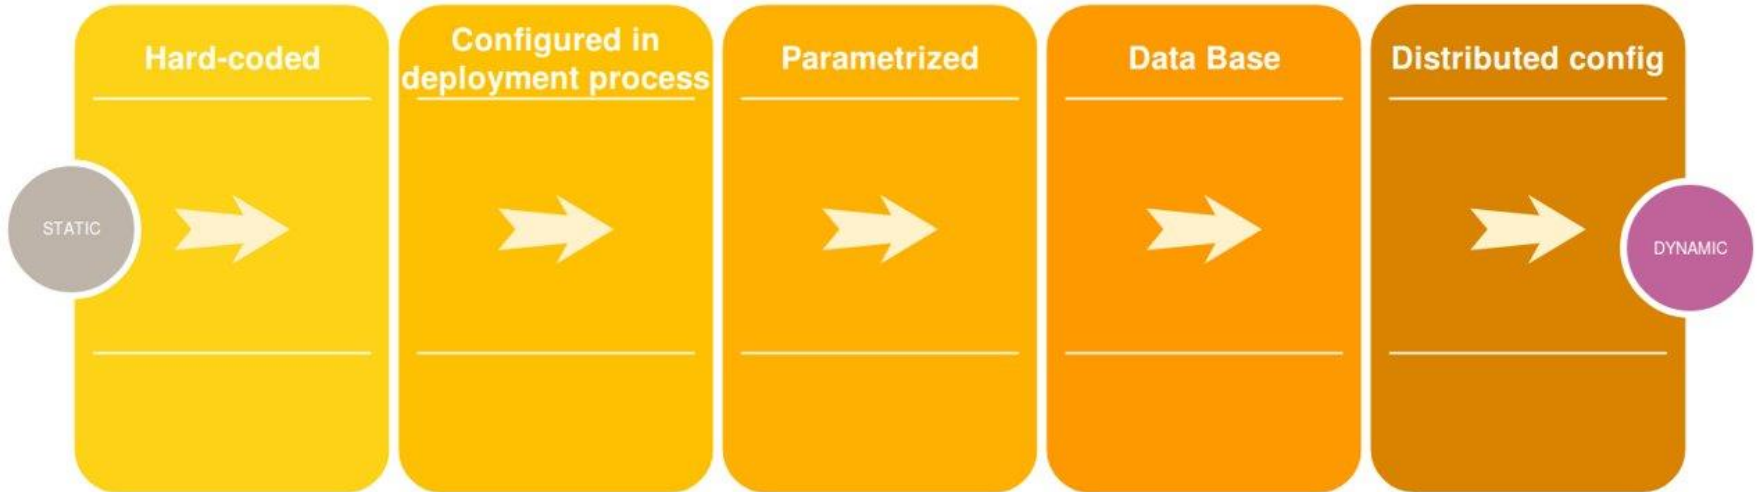 Hard-coded
Configured in
deployment process
Parametrized
Data Base
Distributed config
STATIC
DYNAMIC